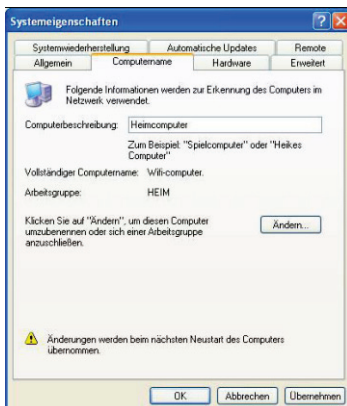 Systemeigenschaften
Systemwiederherstellung Automatische Updates Remote
Allgemein Computername Hardware Erweitert
Folgende Informationen werden zur Erkennung des Computers im
Netzwerk verwendet.
Computerbeschreibung: Heimcomputer
Zum Beispiel: "Spielcomputer" oder "Heikes
Computer"
Vollständiger Computername: Wifi-computer.
Arbeitsgruppe: HEIM
Klicken Sie auf "Ändern", um diesen Computer
umzubenennen oder sich einer Arbeitsgruppe
anzuschließen.
Ändern...
Änderungen werden beim nächsten Neustart des Computers
übernommen.
OK Abbrechen Übernehmen